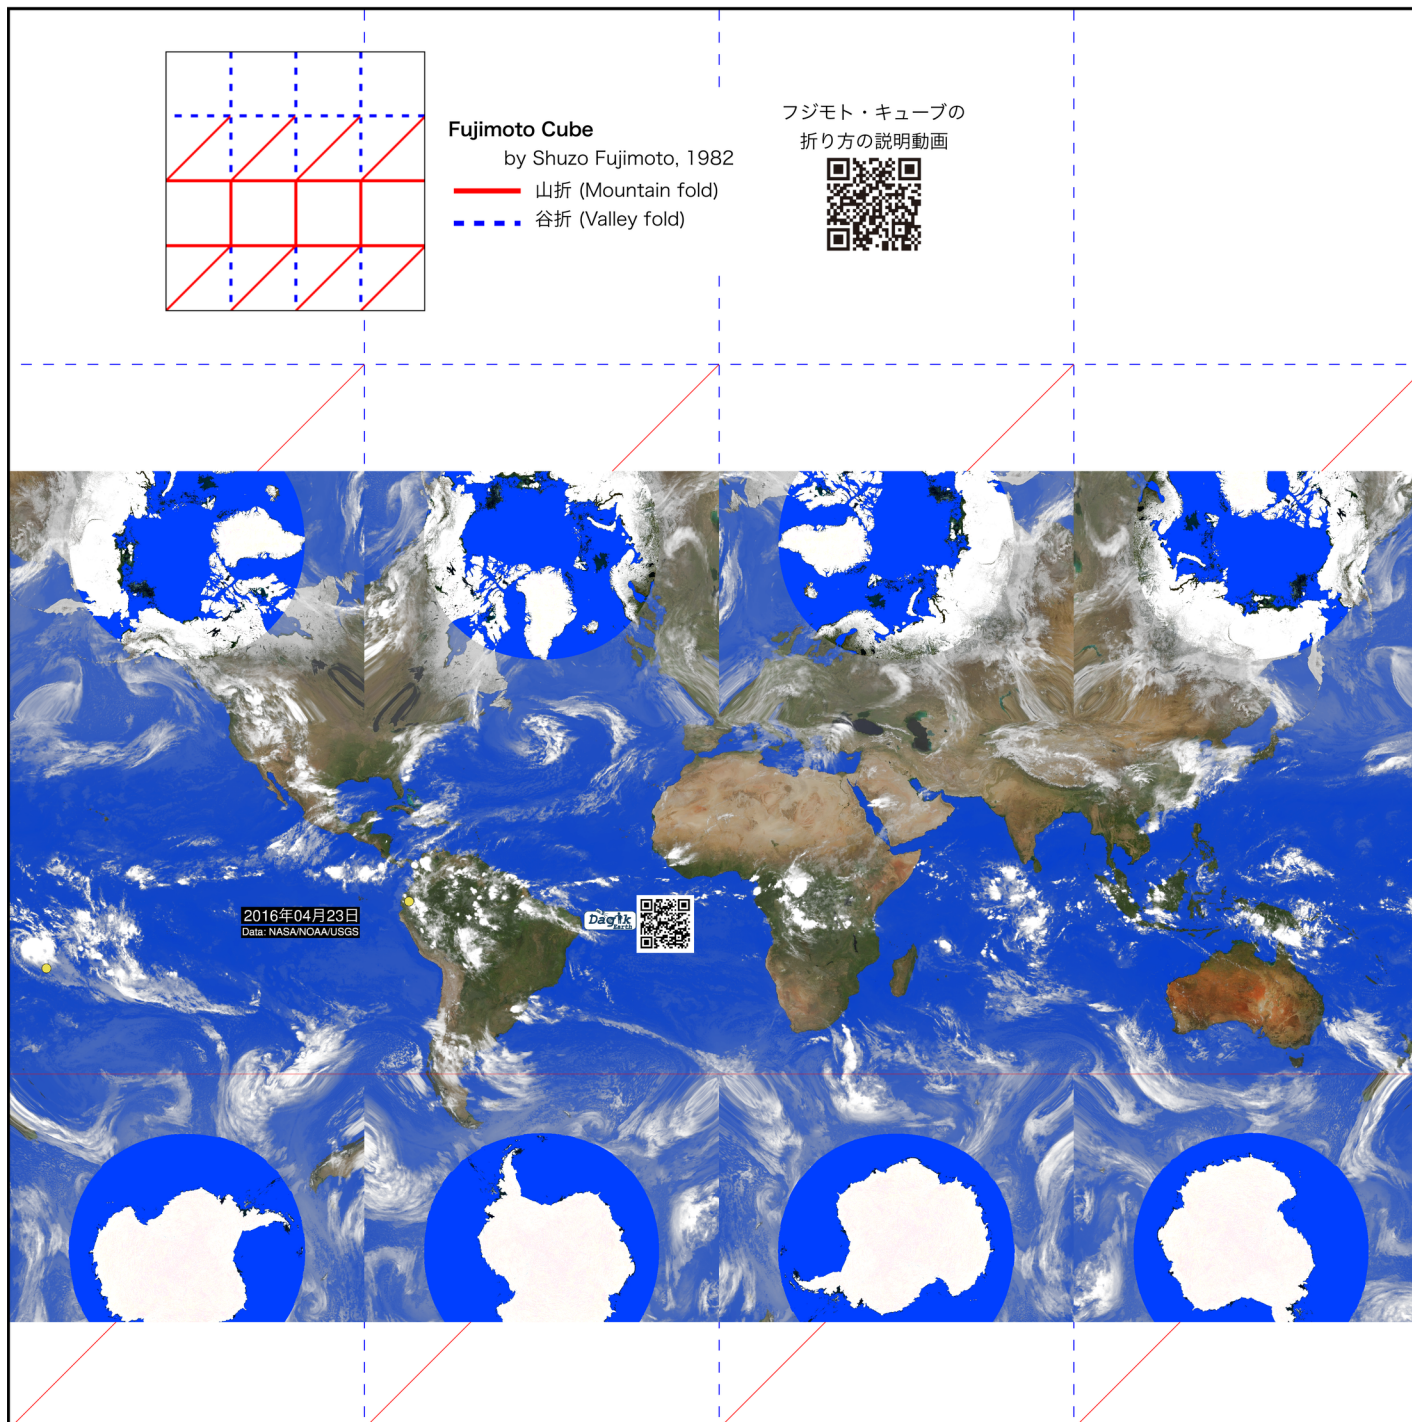 Fujimoto Cube
by Shuzo Fujimoto, 1982
山折 (Mountain fold)
谷折 (Valley fold)
フジモト・キューブの
折り方の説明動画
2016年04月23日
Data: NASA/NOAA/USGS
Dagik
Earth